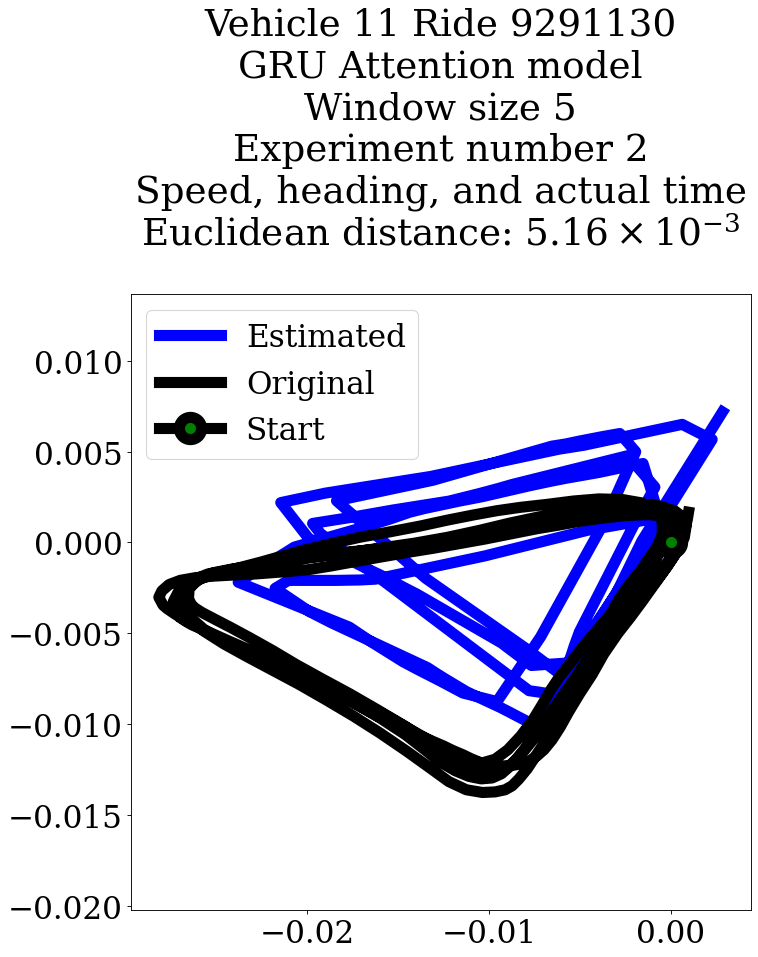 Vehicle 11 Ride 9291130
GRU Attention model
Window size 5
Experiment number 2
Speed, heading, and actual time
Euclidean distance: 5.16 × 10⁻³
Estimated
Original
Start
0.010
0.005
0.000
−0.005
−0.010
−0.015
−0.020
−0.02 −0.01 0.00